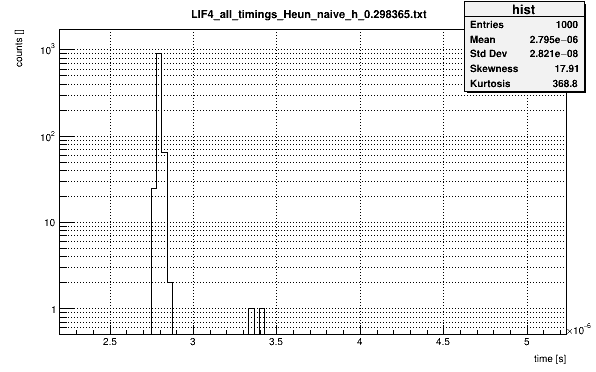 LIF4_all_timings_Heun_naive_h_0.298365.txt
hist
Entries 1000
Mean 2.795e−06
Std Dev 2.821e−08
Skewness 17.91
Kurtosis 368.8
counts []
10³
10²
10
1
2.5 3 3.5 4 4.5 5
×10⁻⁶
time [s]